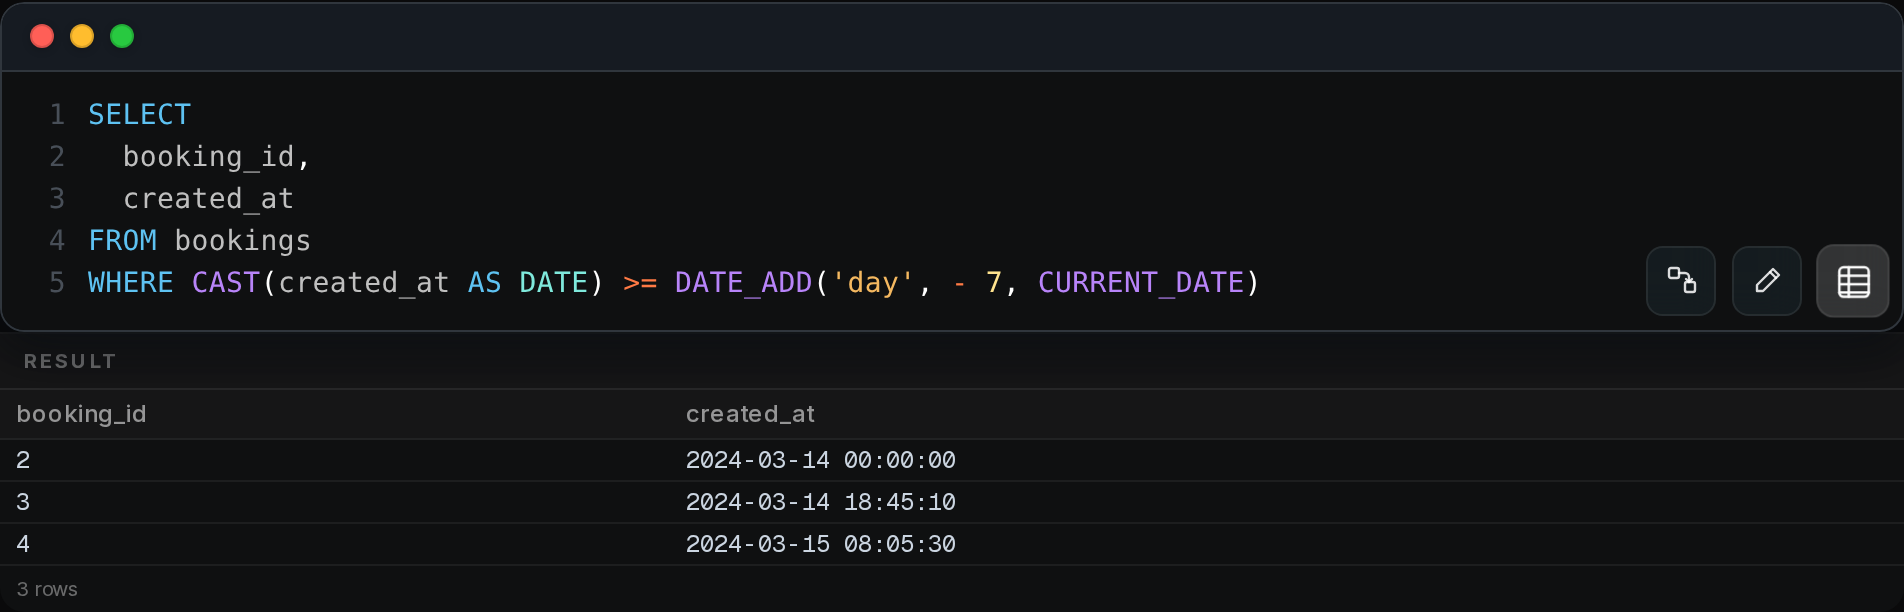 1 SELECT
2   booking_id,
3   created_at
4 FROM bookings
5 WHERE CAST(created_at AS DATE) >= DATE_ADD('day', - 7, CURRENT_DATE)
RESULT
booking_id created_at
2 2024-03-14 00:00:00
3 2024-03-14 18:45:10
4 2024-03-15 08:05:30
3 rows